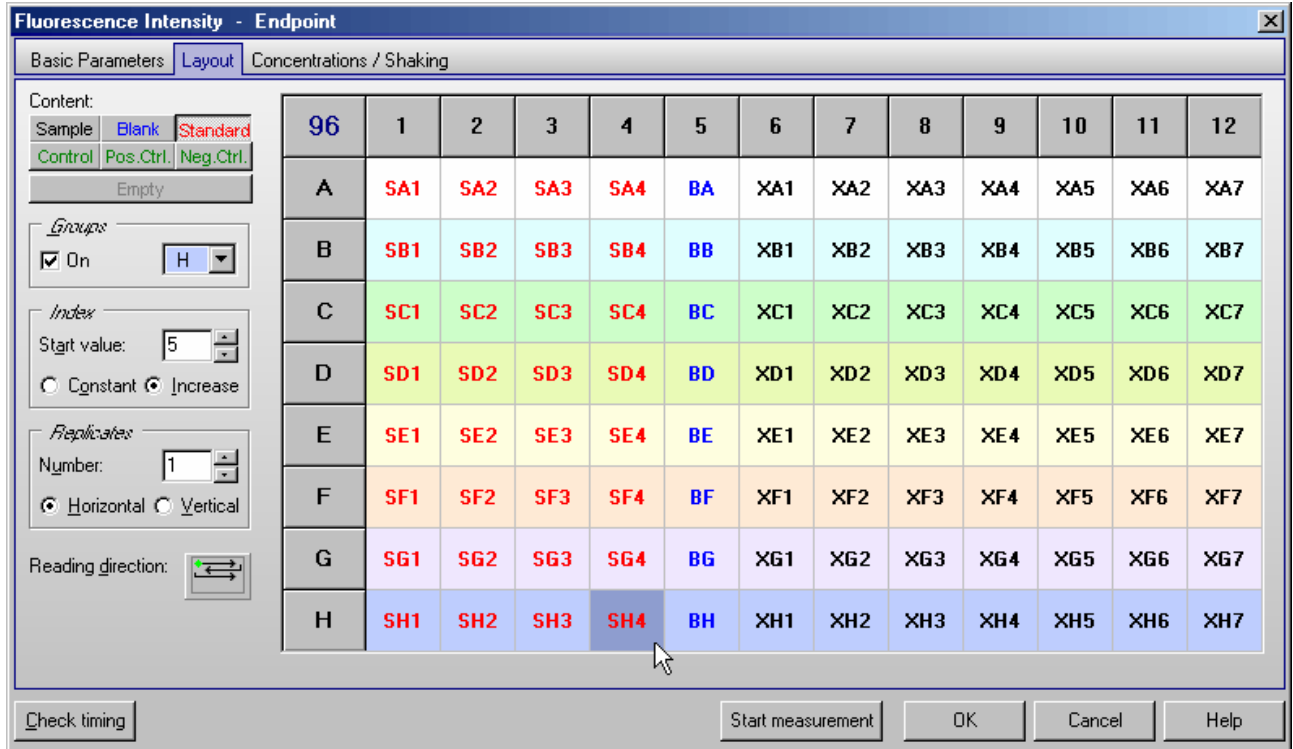 Fluorescence Intensity - Endpoint
Basic Parameters Layout Concentrations / Shaking
Content:
Sample Blank Standard
Control Pos.Ctrl. Neg.Ctrl.
Empty
Groups
On H
Index
Start value: 5
Constant Increase
Replicates
Number: 1
Horizontal Vertical
Reading direction:
96 1 2 3 4 5 6 7 8 9 10 11 12
A SA1 SA2 SA3 SA4 BA XA1 XA2 XA3 XA4 XA5 XA6 XA7
B SB1 SB2 SB3 SB4 BB XB1 XB2 XB3 XB4 XB5 XB6 XB7
C SC1 SC2 SC3 SC4 BC XC1 XC2 XC3 XC4 XC5 XC6 XC7
D SD1 SD2 SD3 SD4 BD XD1 XD2 XD3 XD4 XD5 XD6 XD7
E SE1 SE2 SE3 SE4 BE XE1 XE2 XE3 XE4 XE5 XE6 XE7
F SF1 SF2 SF3 SF4 BF XF1 XF2 XF3 XF4 XF5 XF6 XF7
G SG1 SG2 SG3 SG4 BG XG1 XG2 XG3 XG4 XG5 XG6 XG7
H SH1 SH2 SH3 SH4 BH XH1 XH2 XH3 XH4 XH5 XH6 XH7
Check timing Start measurement OK Cancel Help